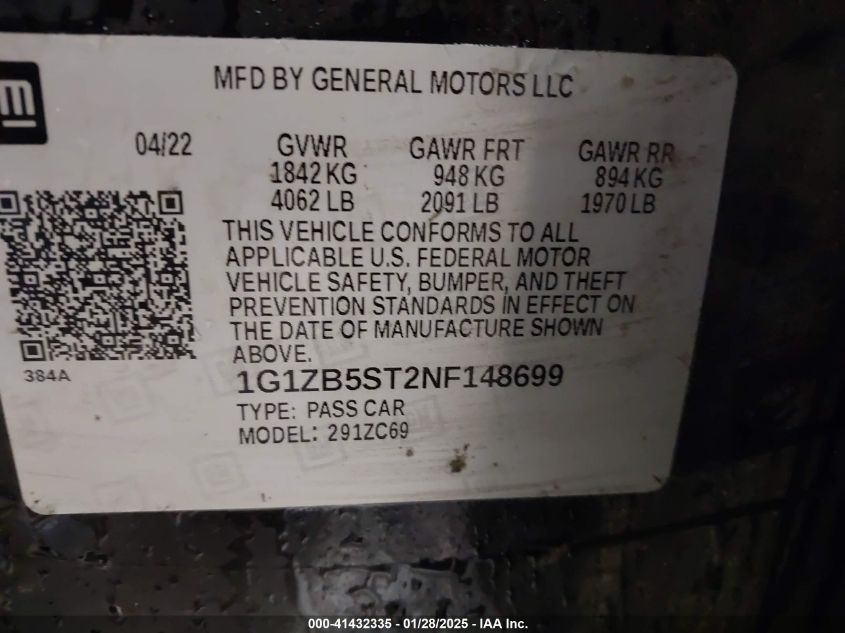 MFD BY GENERAL MOTORS LLC
04/22 GVWR GAWR FRT GAWR RR
1842 KG 948 KG 894 KG
4062 LB 2091 LB 1970 LB
THIS VEHICLE CONFORMS TO ALL
APPLICABLE U.S. FEDERAL MOTOR
VEHICLE SAFETY, BUMPER, AND THEFT
PREVENTION STANDARDS IN EFFECT ON
THE DATE OF MANUFACTURE SHOWN
ABOVE.
384A
1G1ZB5ST2NF148699
TYPE: PASS CAR
MODEL: 291ZC69
000-41432335 - 01/28/2025 - IAAI Inc.